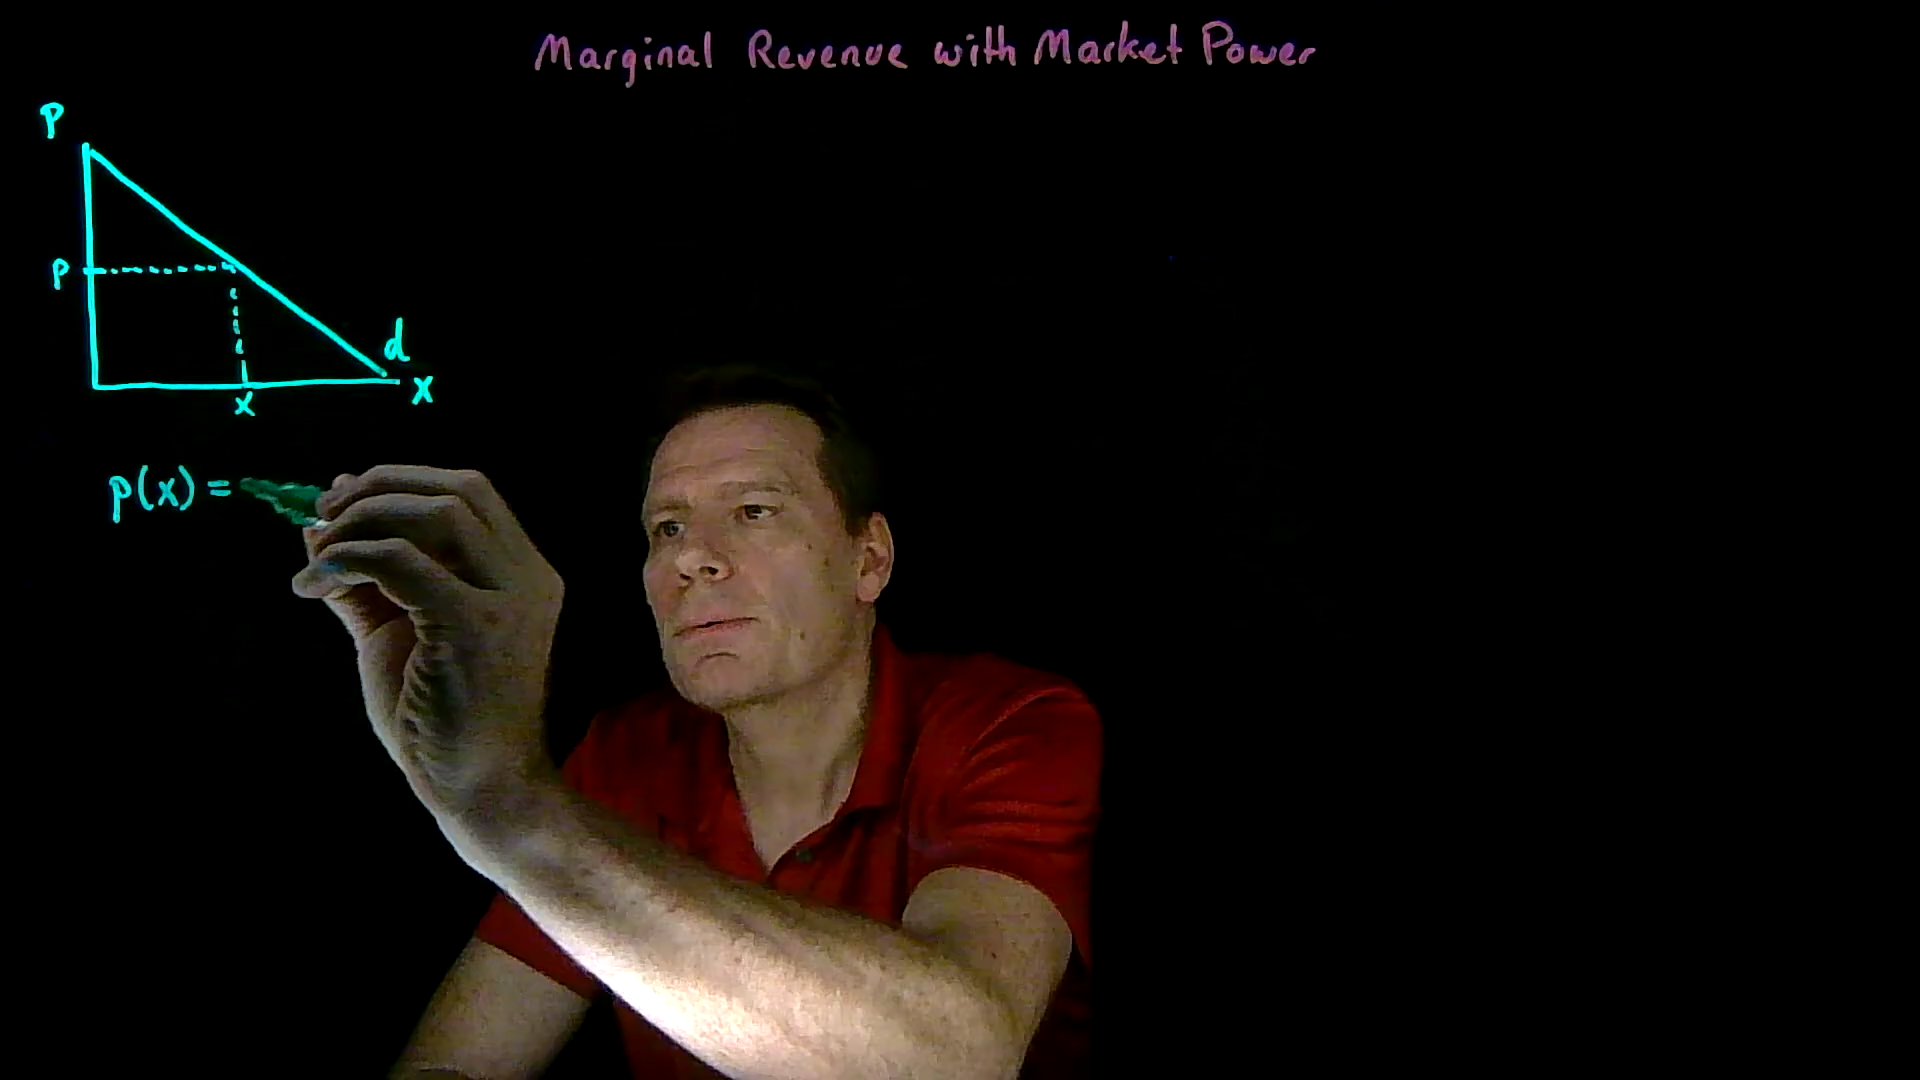 Marginal Revenue with Market Power
P
P
d
x
x
p(x) =